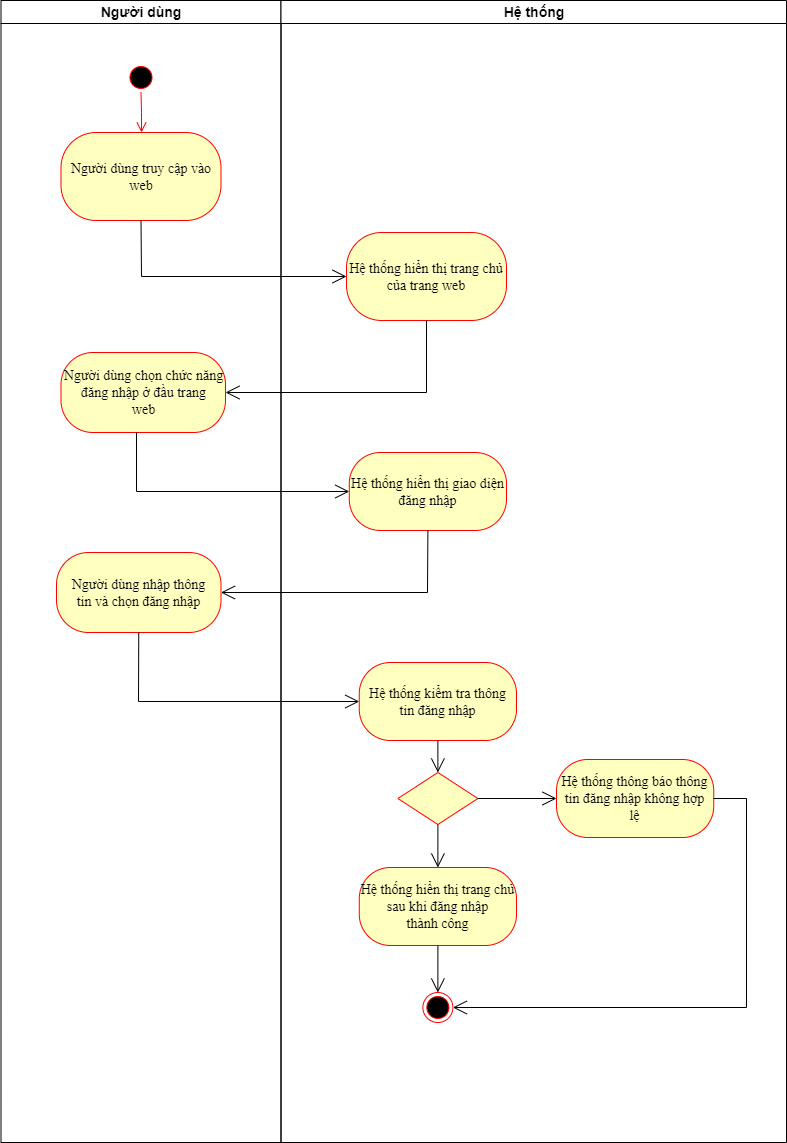 Người dùng
Hệ thống
Người dùng truy cập vào
web
Hệ thống hiển thị trang chủ
của trang web
Người dùng chọn chức năng
đăng nhập ở đầu trang
web
Hệ thống hiển thị giao diện
đăng nhập
Người dùng nhập thông
tin và chọn đăng nhập
Hệ thống kiểm tra thông
tin đăng nhập
Hệ thống thông báo thông
tin đăng nhập không hợp
lệ
Hệ thống hiển thị trang chủ
sau khi đăng nhập
thành công